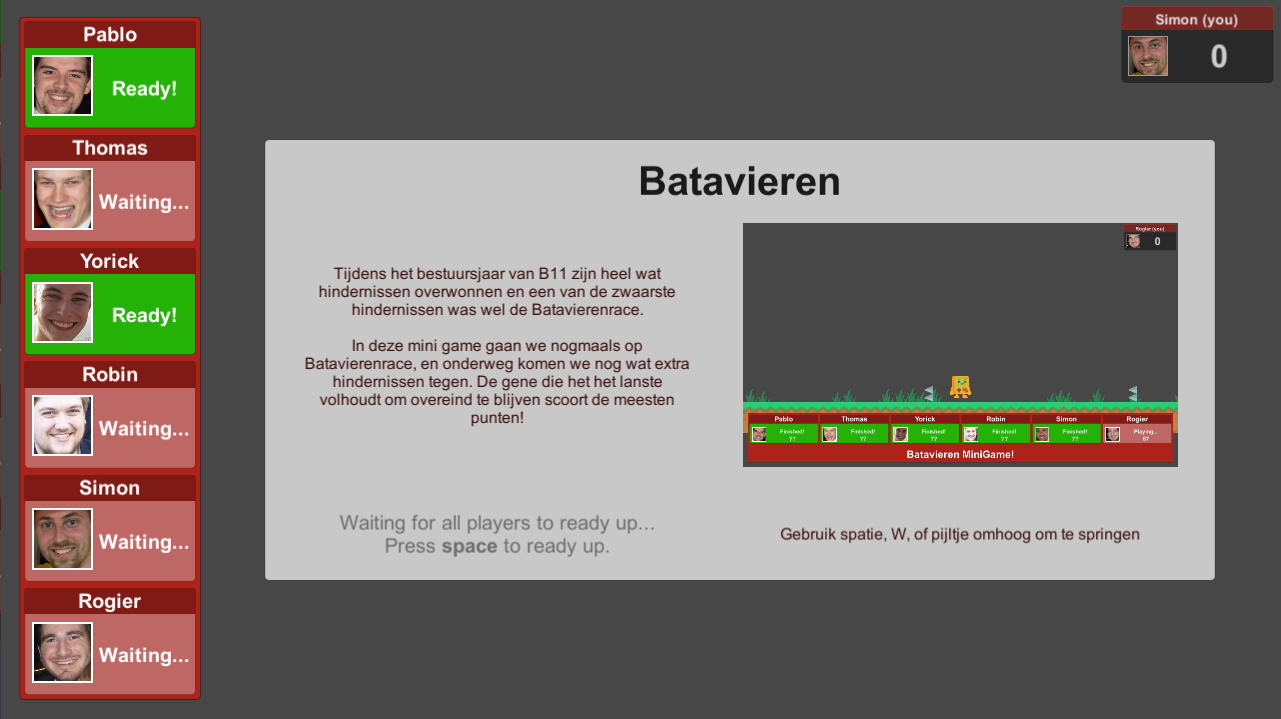 Pablo
Ready!
Thomas
Waiting...
Yorick
Ready!
Robin
Waiting...
Simon
Waiting...
Rogier
Waiting...
Simon (you)
0
Batavieren
Tijdens het bestuursjaar van B11 zijn heel wat
hindernissen overwonnen en een van de zwaarste
hindernissen was wel de Batavierenrace.
In deze mini game gaan we nogmaals op
Batavierenrace, en onderweg komen we nog wat extra
hindernissen tegen. De gene die het het lanste
volhoudt om overeind te blijven scoort de meesten
punten!
Waiting for all players to ready up...
Press space to ready up.
Rogier (you)
0
Pablo Thomas Yorick Robin Simon Rogier
Finished! Finished! Finished! Finished! Finished! Playing...
?? ?? ?? ?? ?? 87
Batavieren MiniGame!
Gebruik spatie, W, of pijltje omhoog om te springen